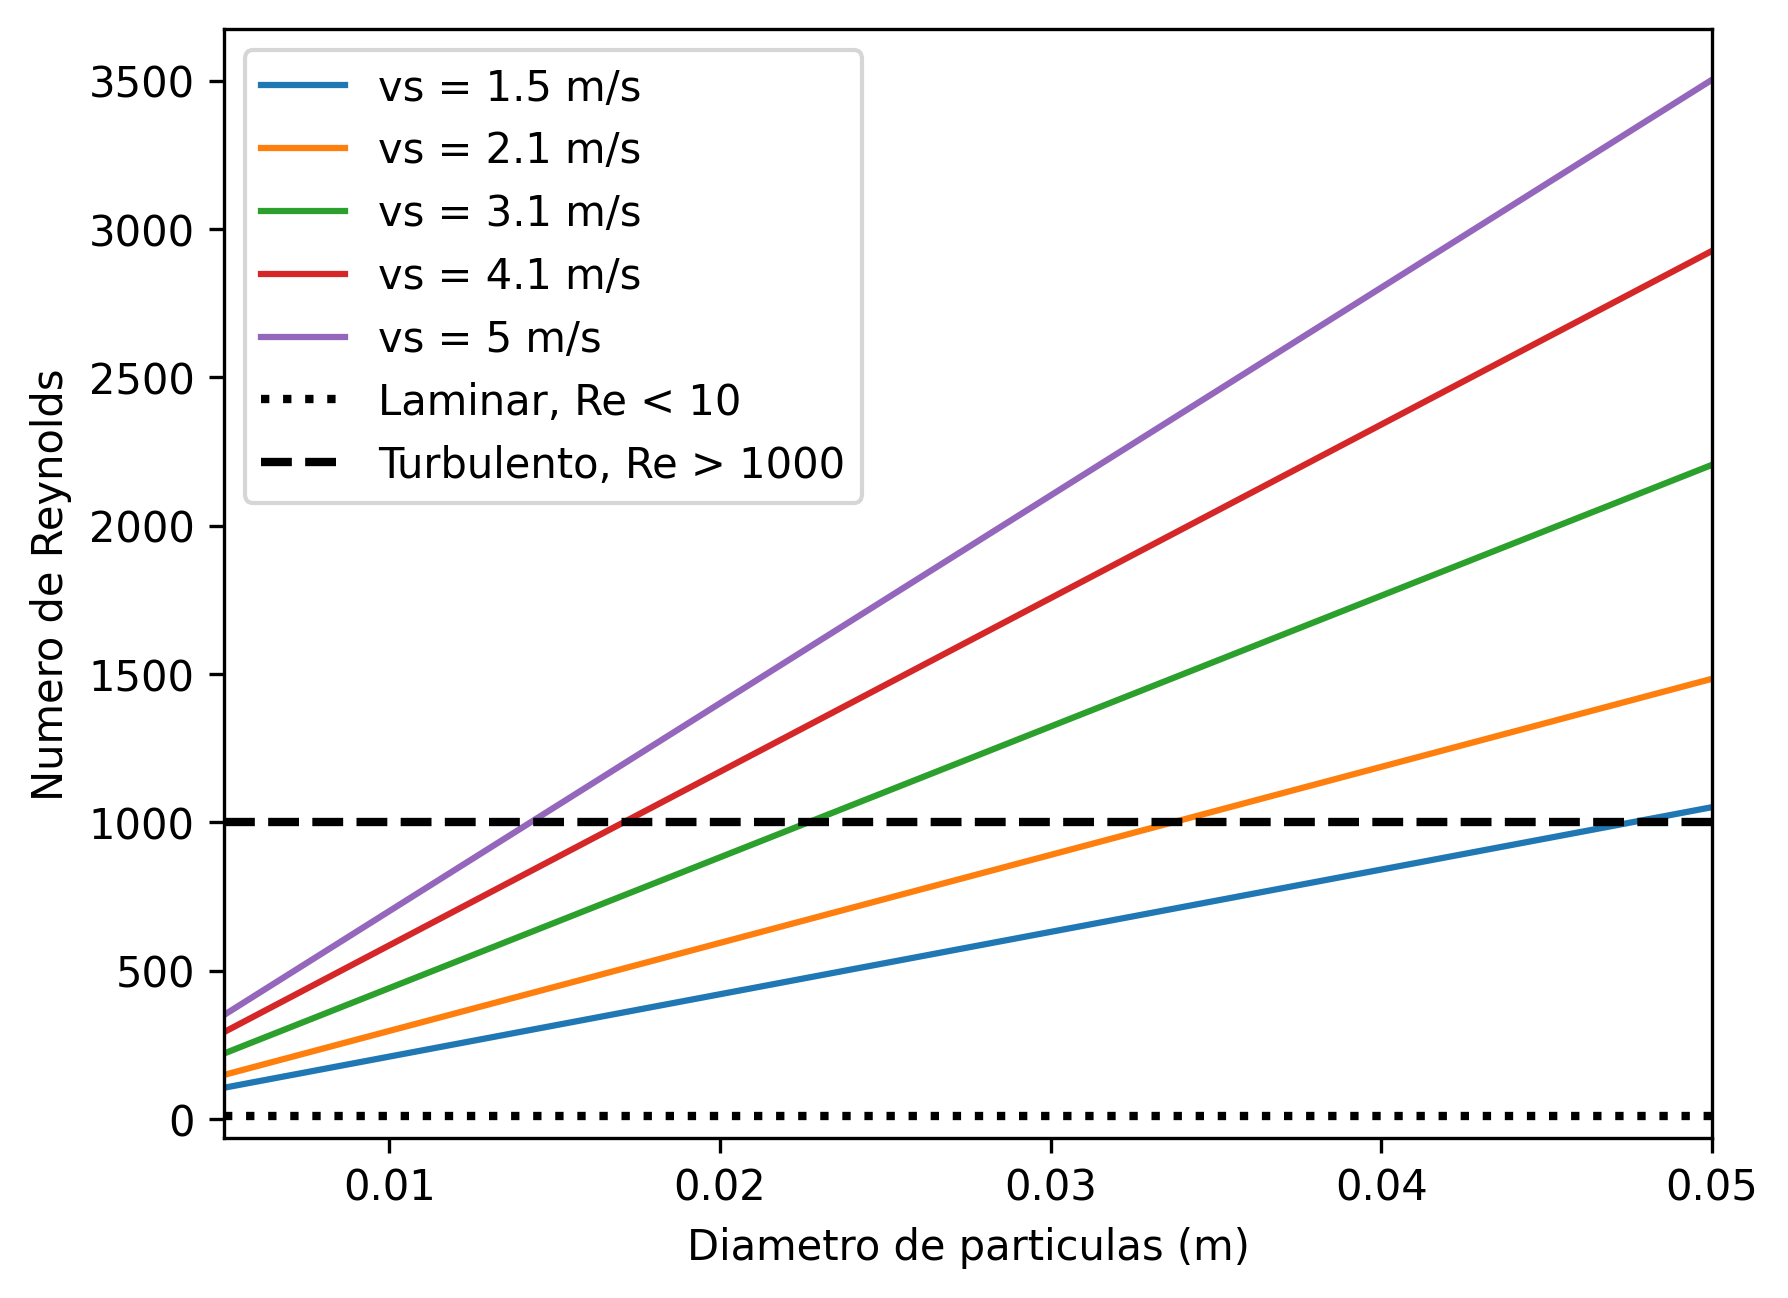 vs = 1.5 m/s
vs = 2.1 m/s
vs = 3.1 m/s
vs = 4.1 m/s
vs = 5 m/s
Laminar, Re < 10
Turbulento, Re > 1000
3500
3000
2500
2000
1500
1000
500
0
Numero de Reynolds
0.01
0.02
0.03
0.04
0.05
Diametro de particulas (m)